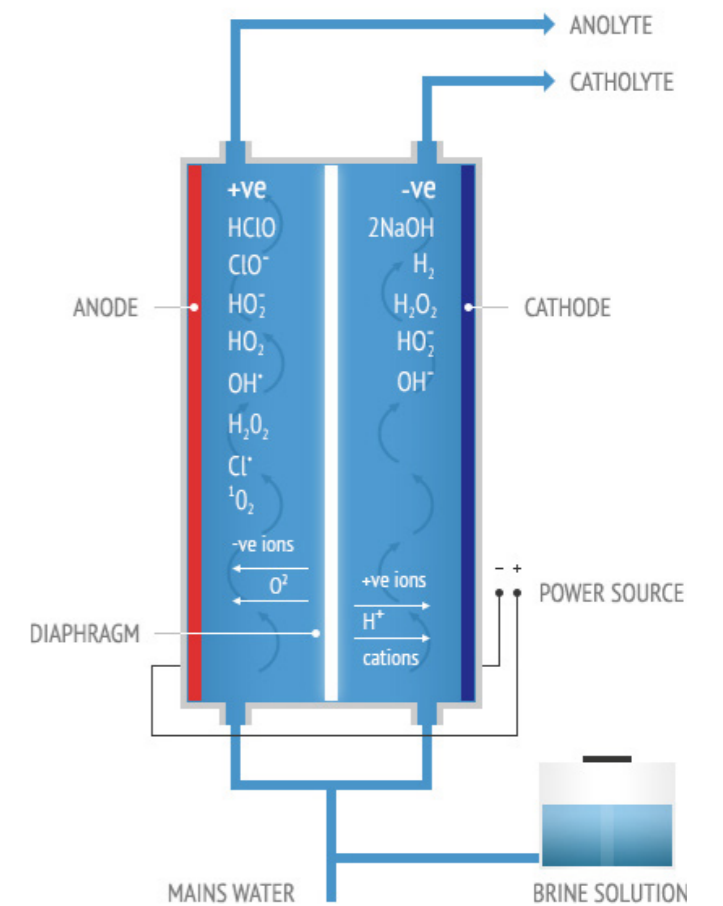 ANOLYTE
CATHOLYTE
+ve
-ve
HClO
2NaOH
ClO⁻
H₂
ANODE
HO₂⁻
H₂O₂
CATHODE
HO₂
HO₂⁻
OH•
OH⁻
H₂O₂
Cl•
¹O₂
-ve ions
O²
+ve ions
H⁺
cations
- +
POWER SOURCE
DIAPHRAGM
MAINS WATER
BRINE SOLUTION